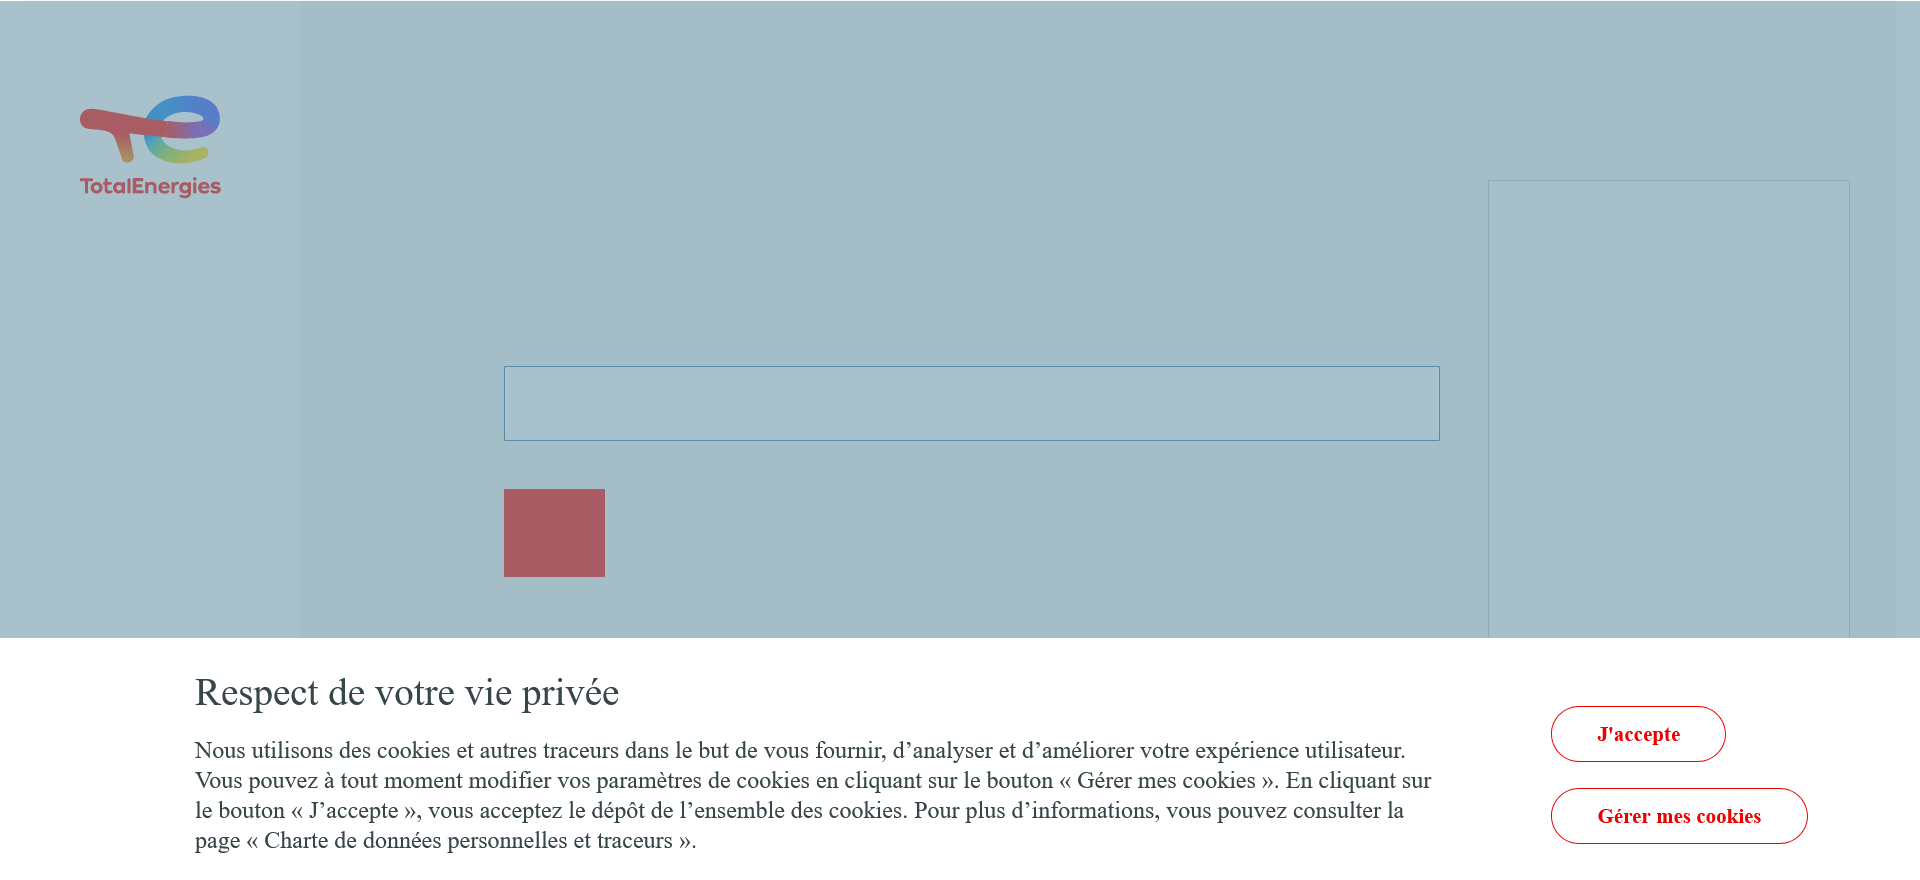 TotalEnergies
Respect de votre vie privée
Nous utilisons des cookies et autres traceurs dans le but de vous fournir, d’analyser et d’améliorer votre expérience utilisateur.
Vous pouvez à tout moment modifier vos paramètres de cookies en cliquant sur le bouton « Gérer mes cookies ». En cliquant sur
le bouton « J’accepte », vous acceptez le dépôt de l’ensemble des cookies. Pour plus d’informations, vous pouvez consulter la
page « Charte de données personnelles et traceurs ».
J'accepte
Gérer mes cookies